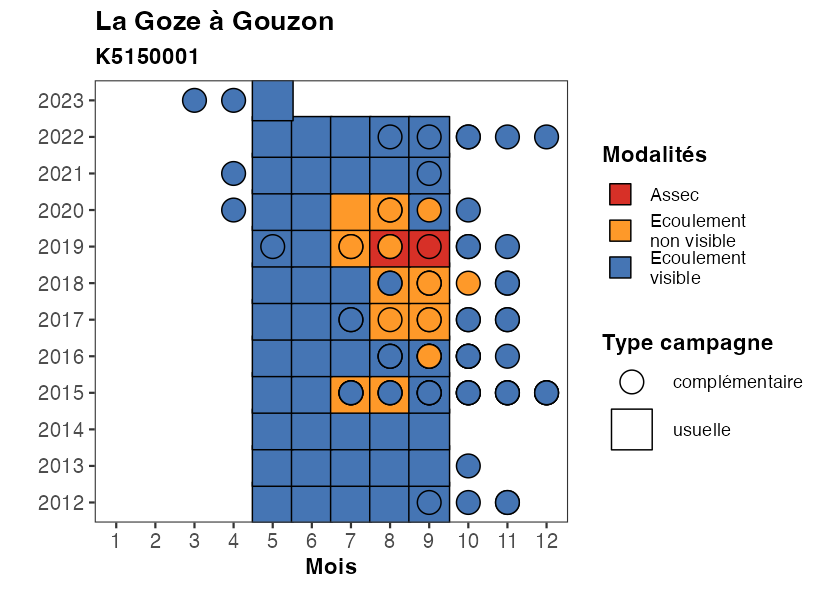 La Goze à Gouzon
K5150001
2023
2022
2021
2020
2019
2018
2017
2016
2015
2014
2013
2012
1 2 3 4 5 6 7 8 9 10 11 12
Mois
Modalités
Assec
Ecoulement
non visible
Ecoulement
visible
Type campagne
complémentaire
usuelle